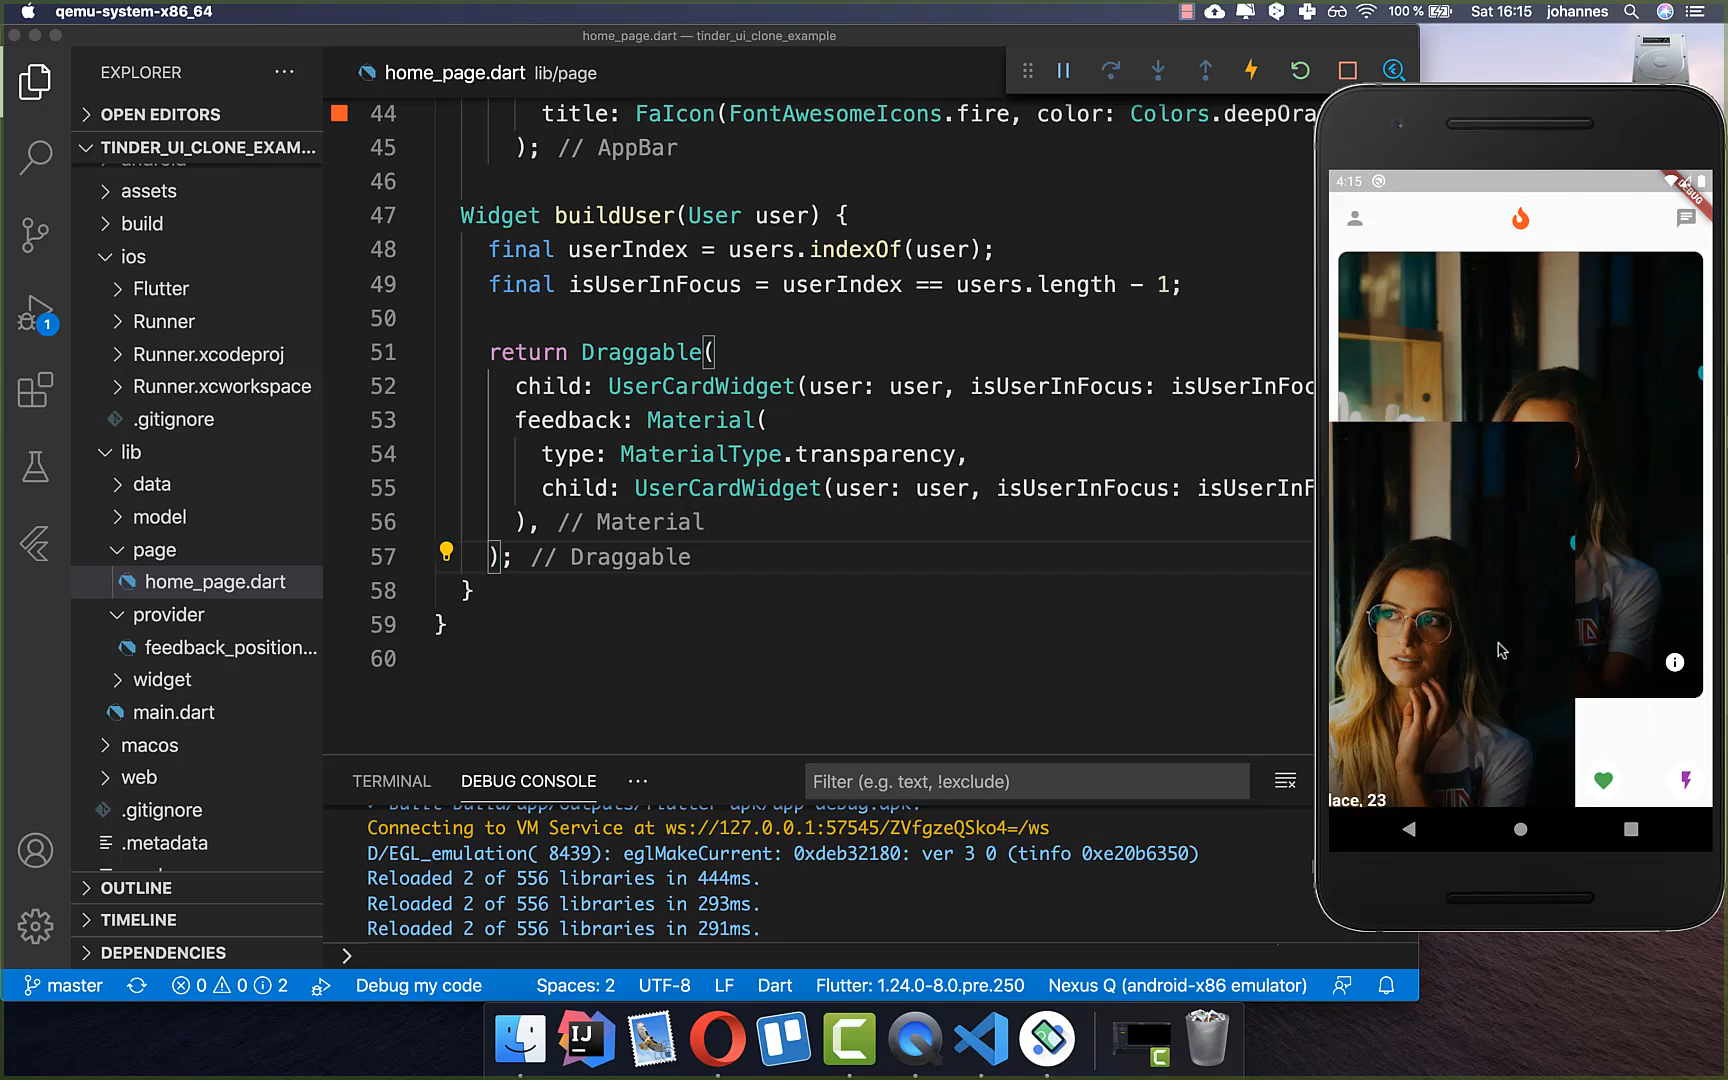 qemu-system-x86_64
100 %
Sat 16:15
johannes
home_page.dart — tinder_ui_clone_example
EXPLORER
home_page.dart lib/page
OPEN EDITORS
TINDER_UI_CLONE_EXAM...
assets
build
ios
Flutter
Runner
Runner.xcodeproj
Runner.xcworkspace
.gitignore
lib
data
model
page
home_page.dart
provider
feedback_position...
widget
main.dart
macos
web
.gitignore
.metadata
OUTLINE
TIMELINE
DEPENDENCIES
1
44 title: FaIcon(FontAwesomeIcons.fire, color: Colors.deepOra
45 ); // AppBar
46
47 Widget buildUser(User user) {
48 final userIndex = users.indexOf(user);
49 final isUserInFocus = userIndex == users.length - 1;
50
51 return Draggable(
52 child: UserCardWidget(user: user, isUserInFocus: isUserInFoc
53 feedback: Material(
54 type: MaterialType.transparency,
55 child: UserCardWidget(user: user, isUserInFocus: isUserInF
56 ), // Material
57 ); // Draggable
58 }
59 }
60
TERMINAL
DEBUG CONSOLE
Filter (e.g. text, !exclude)
Connecting to VM Service at ws://127.0.0.1:57545/ZVfgzeQSko4=/ws
D/EGL_emulation( 8439): eglMakeCurrent: 0xdeb32180: ver 3 0 (tinfo 0xe20b6350)
Reloaded 2 of 556 libraries in 444ms.
Reloaded 2 of 556 libraries in 293ms.
Reloaded 2 of 556 libraries in 291ms.
4:15
DEBUG
lace, 23
master
0
0
2
Debug my code
Spaces: 2
UTF-8
LF
Dart
Flutter: 1.24.0-8.0.pre.250
Nexus Q (android-x86 emulator)
IJ